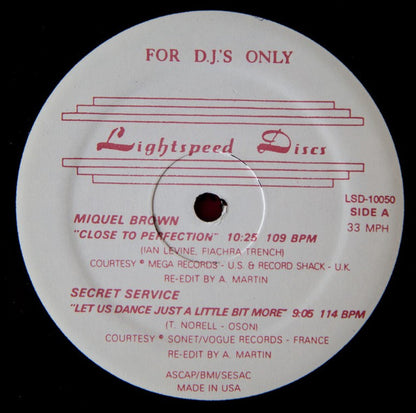 FOR D.J.'S ONLY
Lightspeed Discs
LSD-10050
SIDE A
33 MPH
MIQUEL BROWN
"CLOSE TO PERFECTION" 10:25 109 BPM
(IAN LEVINE, FIACHRA TRENCH)
COURTESY © MEGA RECORDS - U.S. & RECORD SHACK - U.K.
RE-EDIT BY A. MARTIN
SECRET SERVICE
"LET US DANCE JUST A LITTLE BIT MORE" 9:05 114 BPM
(T. NORELL - OSON)
COURTESY © SONET/VOGUE RECORDS - FRANCE
RE-EDIT BY A. MARTIN
ASCAP/BMI/SESAC
MADE IN USA